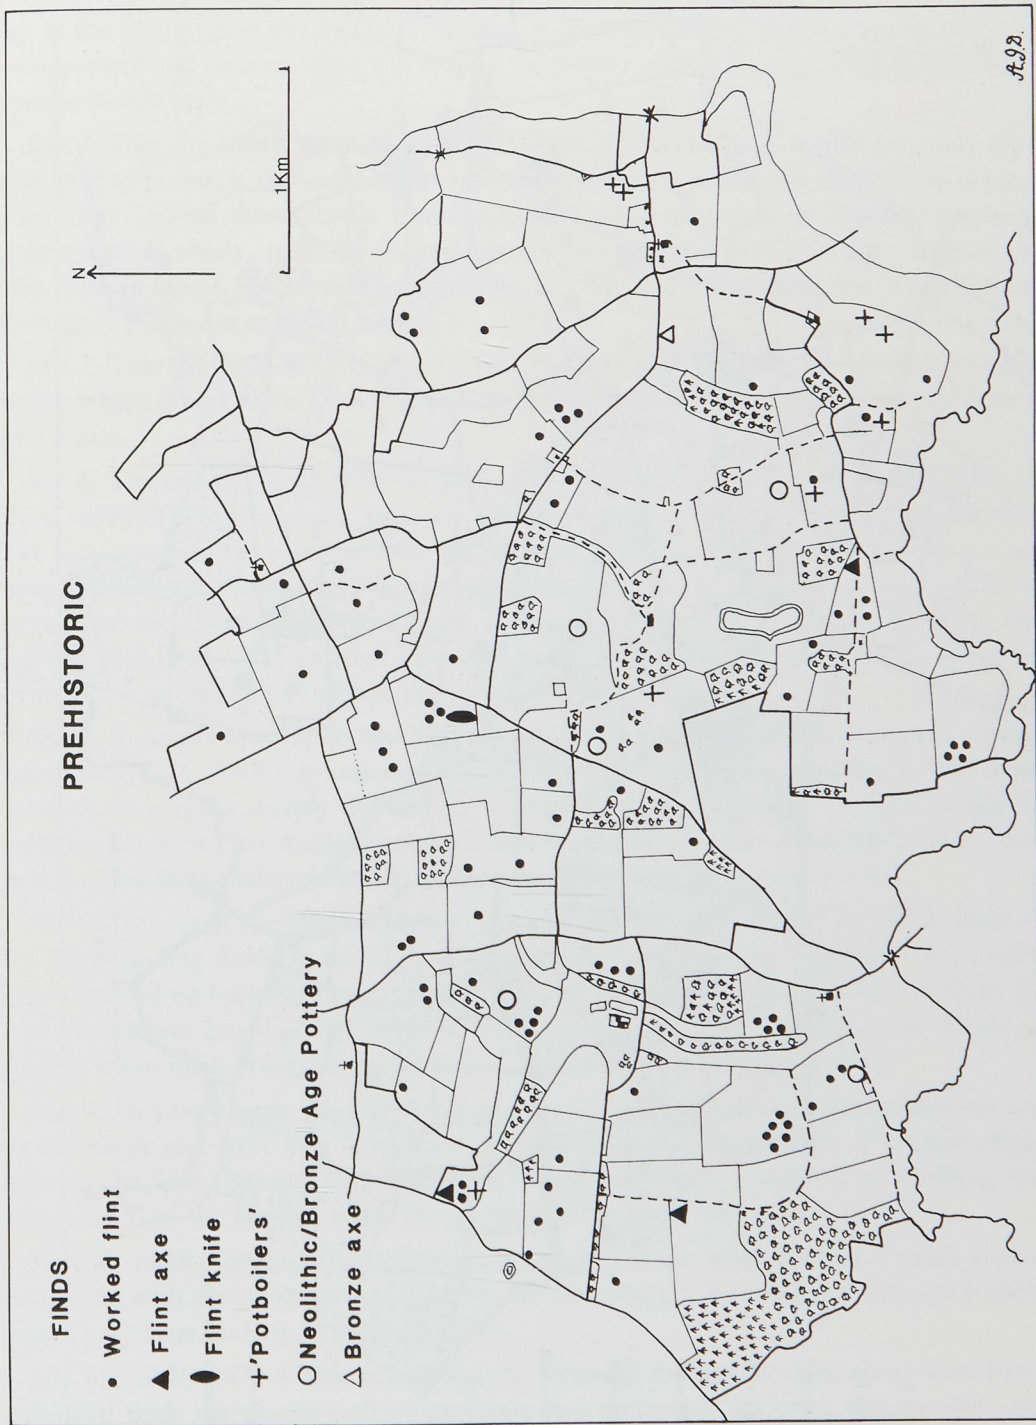 PREHISTORIC
N
1Km
FINDS
Worked flint
Flint axe
Flint knife
'Potboilers'
Neolithic/Bronze Age Pottery
Bronze axe
A.J.D.